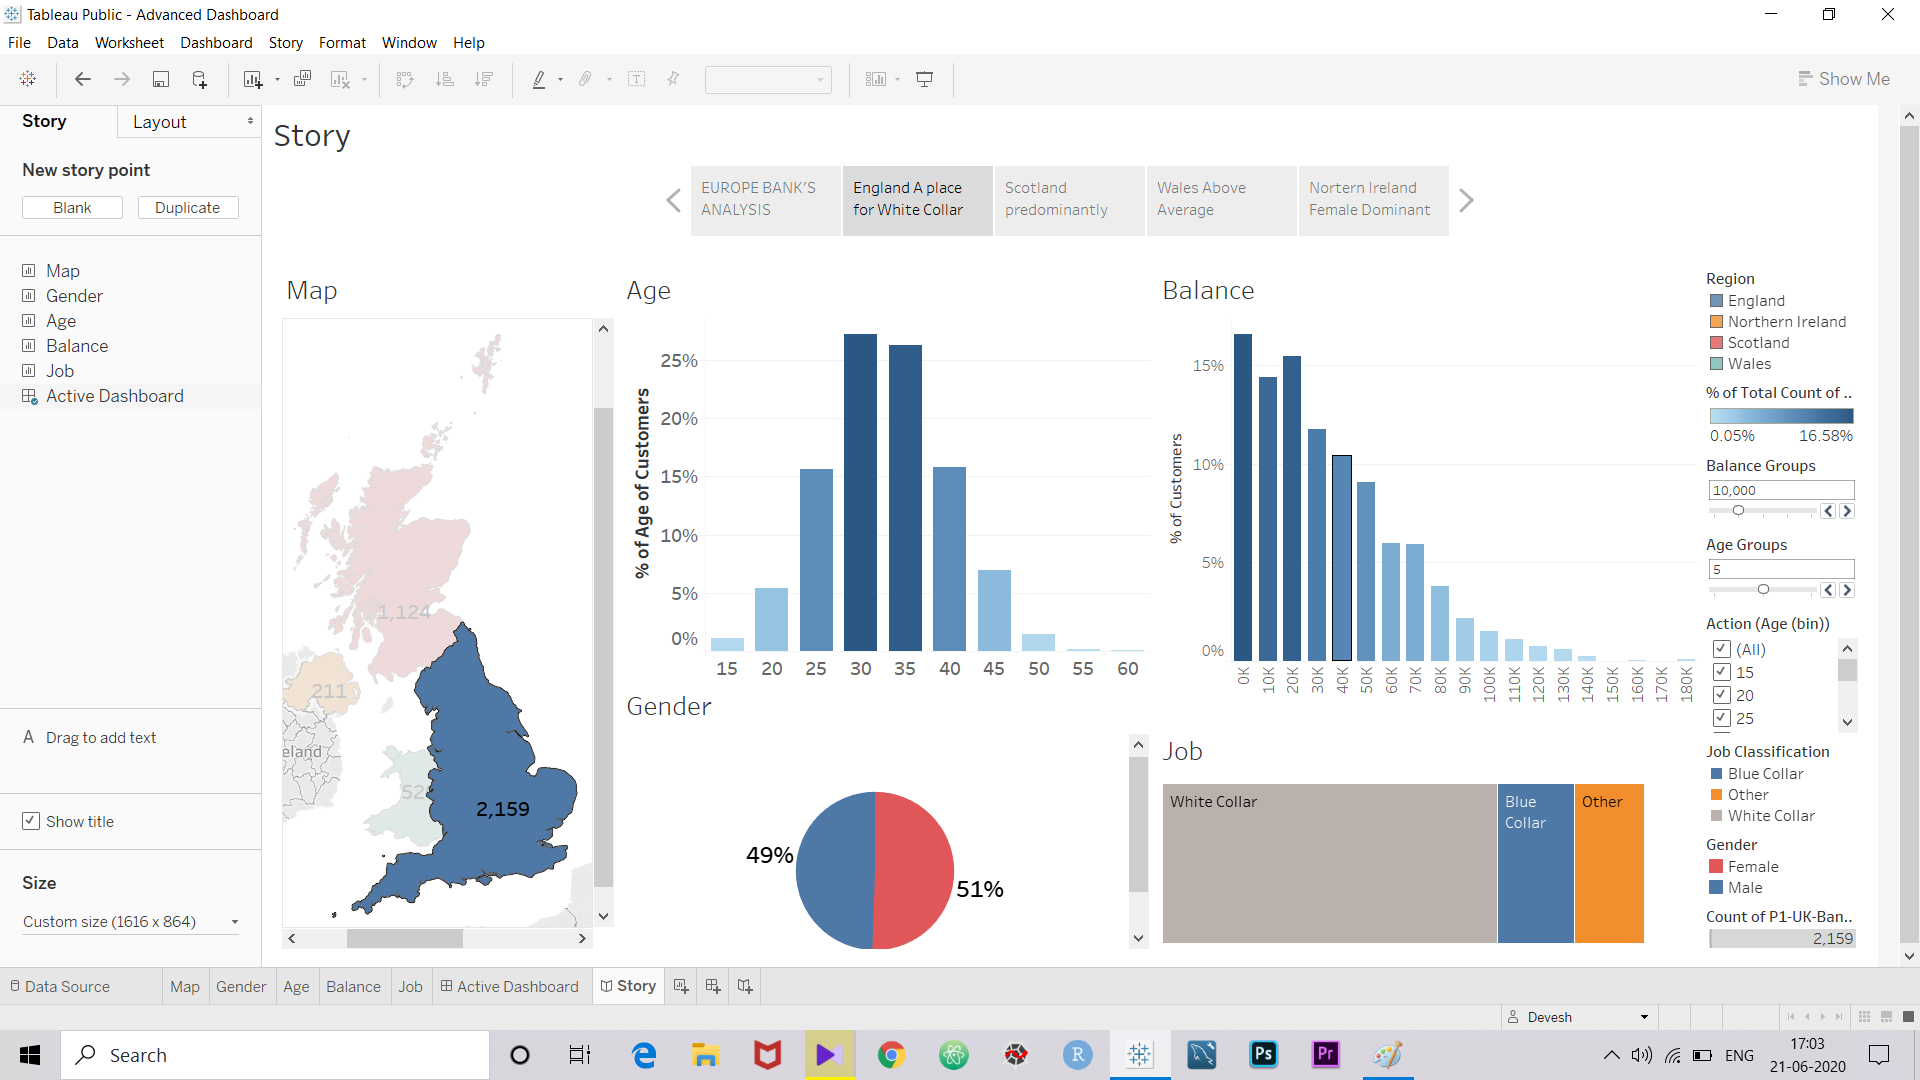 Tableau Public - Advanced Dashboard
File Data Worksheet Dashboard Story Format Window Help
Show Me
Story
Layout
New story point
Blank
Duplicate
Map
Gender
Age
Balance
Job
Active Dashboard
A Drag to add text
Show title
Size
Custom size (1616 x 864)
Story
EUROPE BANK'S
ANALYSIS
England A place
for White Collar
Scotland
predominantly
Wales Above
Average
Nortern Ireland
Female Dominant
Map
1,124
211
eland
52
2,159
Age
% of Age of Customers
25%
20%
15%
10%
5%
0%
15 20 25 30 35 40 45 50 55 60
Gender
49%
51%
Balance
% of Customers
15%
10%
5%
0%
0K 10K 20K 30K 40K 50K 60K 70K 80K 90K 100K 110K 120K 130K 140K 150K 160K 170K 180K
Job
White Collar
Blue
Collar
Other
Region
England
Northern Ireland
Scotland
Wales
% of Total Count of ..
0.05% 16.58%
Balance Groups
10,000
Age Groups
5
Action (Age (bin))
(All)
15
20
25
Job Classification
Blue Collar
Other
White Collar
Gender
Female
Male
Count of P1-UK-Ban..
2,159
Data Source Map Gender Age Balance Job Active Dashboard Story
Devesh
Search
R
Ps
Pr
ENG
17:03
21-06-2020